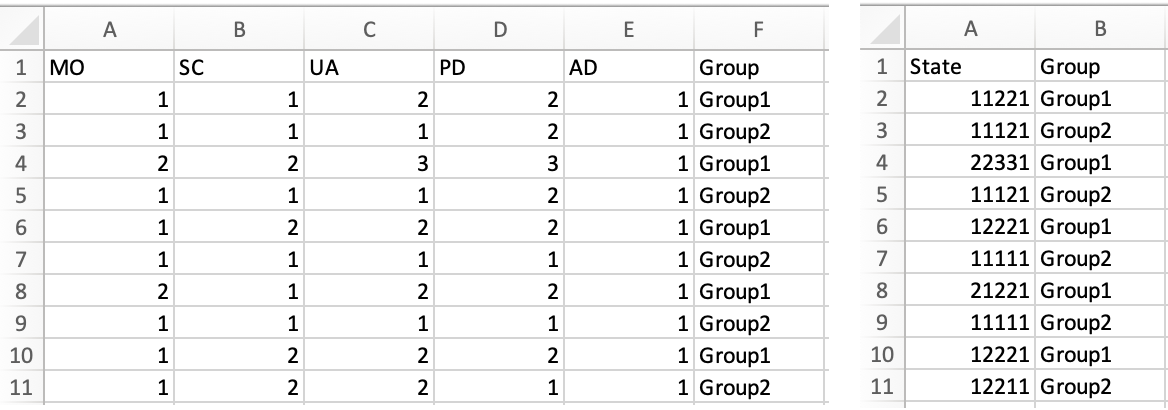 A B C D E F A B
1 MO SC UA PD AD Group 1 State Group
2 1 1 2 2 1 Group1 2 11221 Group1
3 1 1 1 2 1 Group2 3 11121 Group2
4 2 2 3 3 1 Group1 4 22331 Group1
5 1 1 1 2 1 Group2 5 11121 Group2
6 1 2 2 2 1 Group1 6 12221 Group1
7 1 1 1 1 1 Group2 7 11111 Group2
8 2 1 2 2 1 Group1 8 21221 Group1
9 1 1 1 1 1 Group2 9 11111 Group2
10 1 2 2 2 1 Group1 10 12221 Group1
11 1 2 2 1 1 Group2 11 12211 Group2